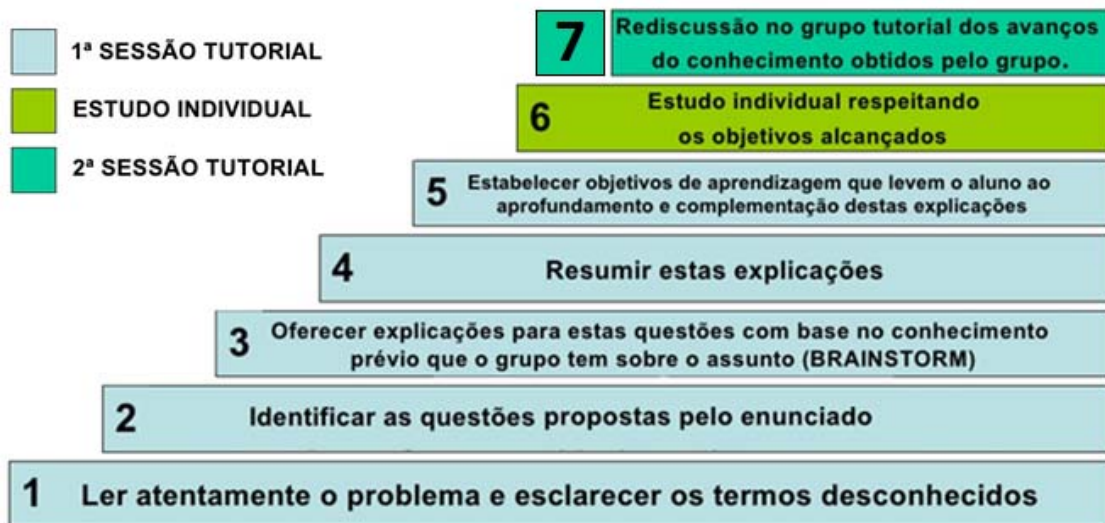 1ª SESSÃO TUTORIAL
ESTUDO INDIVIDUAL
2ª SESSÃO TUTORIAL
7
Rediscussão no grupo tutorial dos avanços
do conhecimento obtidos pelo grupo.
6
Estudo individual respeitando
os objetivos alcançados
5
Estabelecer objetivos de aprendizagem que levem o aluno ao
aprofundamento e complementação destas explicações
4 Resumir estas explicações
3
Oferecer explicações para estas questões com base no conhecimento
prévio que o grupo tem sobre o assunto (BRAINSTORM)
2 Identificar as questões propostas pelo enunciado
1 Ler atentamente o problema e esclarecer os termos desconhecidos